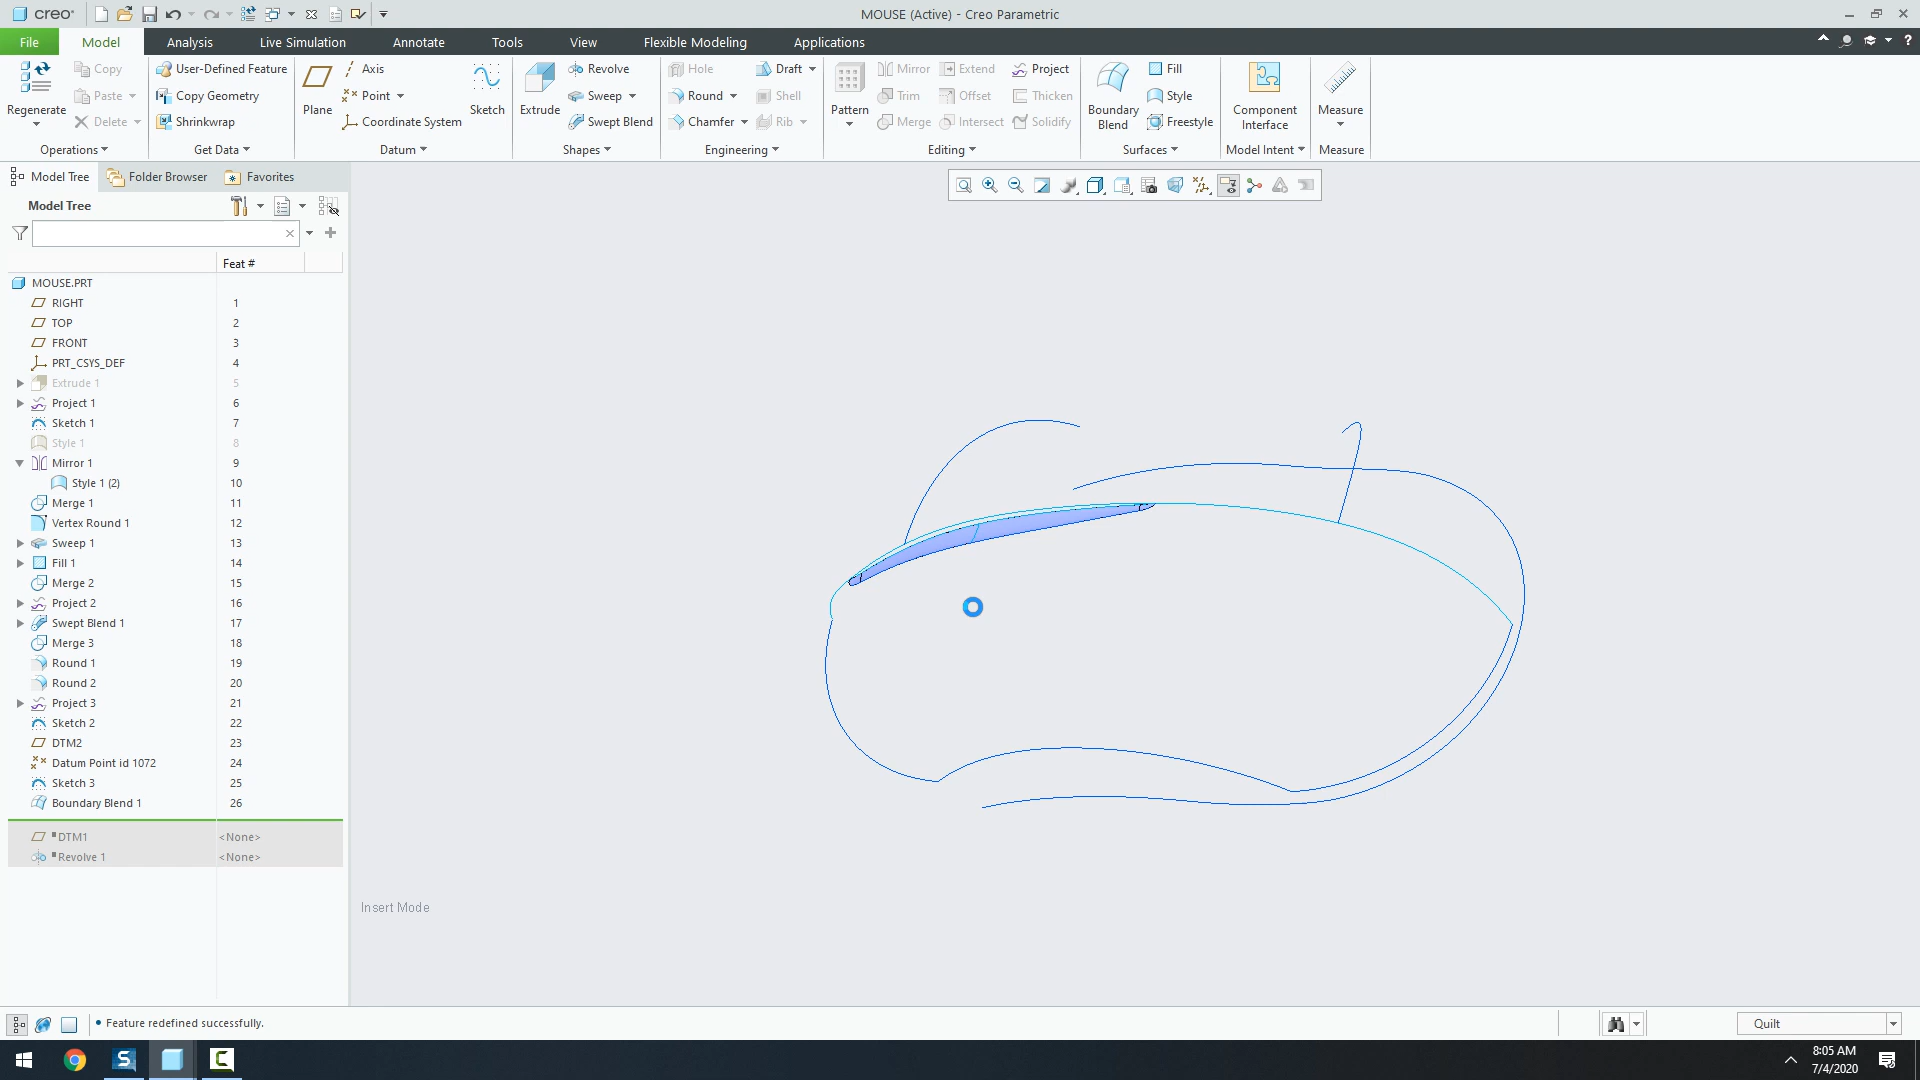 creo
MOUSE (Active) - Creo Parametric
File Model Analysis Live Simulation Annotate Tools View Flexible Modeling Applications
Regenerate
Copy
Paste
Delete
Operations
User-Defined Feature
Copy Geometry
Shrinkwrap
Get Data
Plane
Axis
Point
Coordinate System
Sketch
Datum
Extrude
Revolve
Sweep
Swept Blend
Shapes
Hole Draft
Round Shell
Chamfer Rib
Engineering
Pattern
Mirror Extend Project
Trim Offset Thicken
Merge Intersect Solidify
Editing
Boundary
Blend
Fill
Style
Freestyle
Surfaces
Component
Interface
Model Intent
Measure
Measure
Model Tree Folder Browser Favorites
Model Tree
Feat #
MOUSE.PRT
RIGHT 1
TOP 2
FRONT 3
PRT_CSYS_DEF 4
Extrude 1 5
Project 1 6
Sketch 1 7
Style 1 8
Mirror 1 9
Style 1 (2) 10
Merge 1 11
Vertex Round 1 12
Sweep 1 13
Fill 1 14
Merge 2 15
Project 2 16
Swept Blend 1 17
Merge 3 18
Round 1 19
Round 2 20
Project 3 21
Sketch 2 22
DTM2 23
Datum Point id 1072 24
Sketch 3 25
Boundary Blend 1 26
DTM1 <None>
Revolve 1 <None>
Insert Mode
• Feature redefined successfully.
Quilt
8:05 AM
7/4/2020